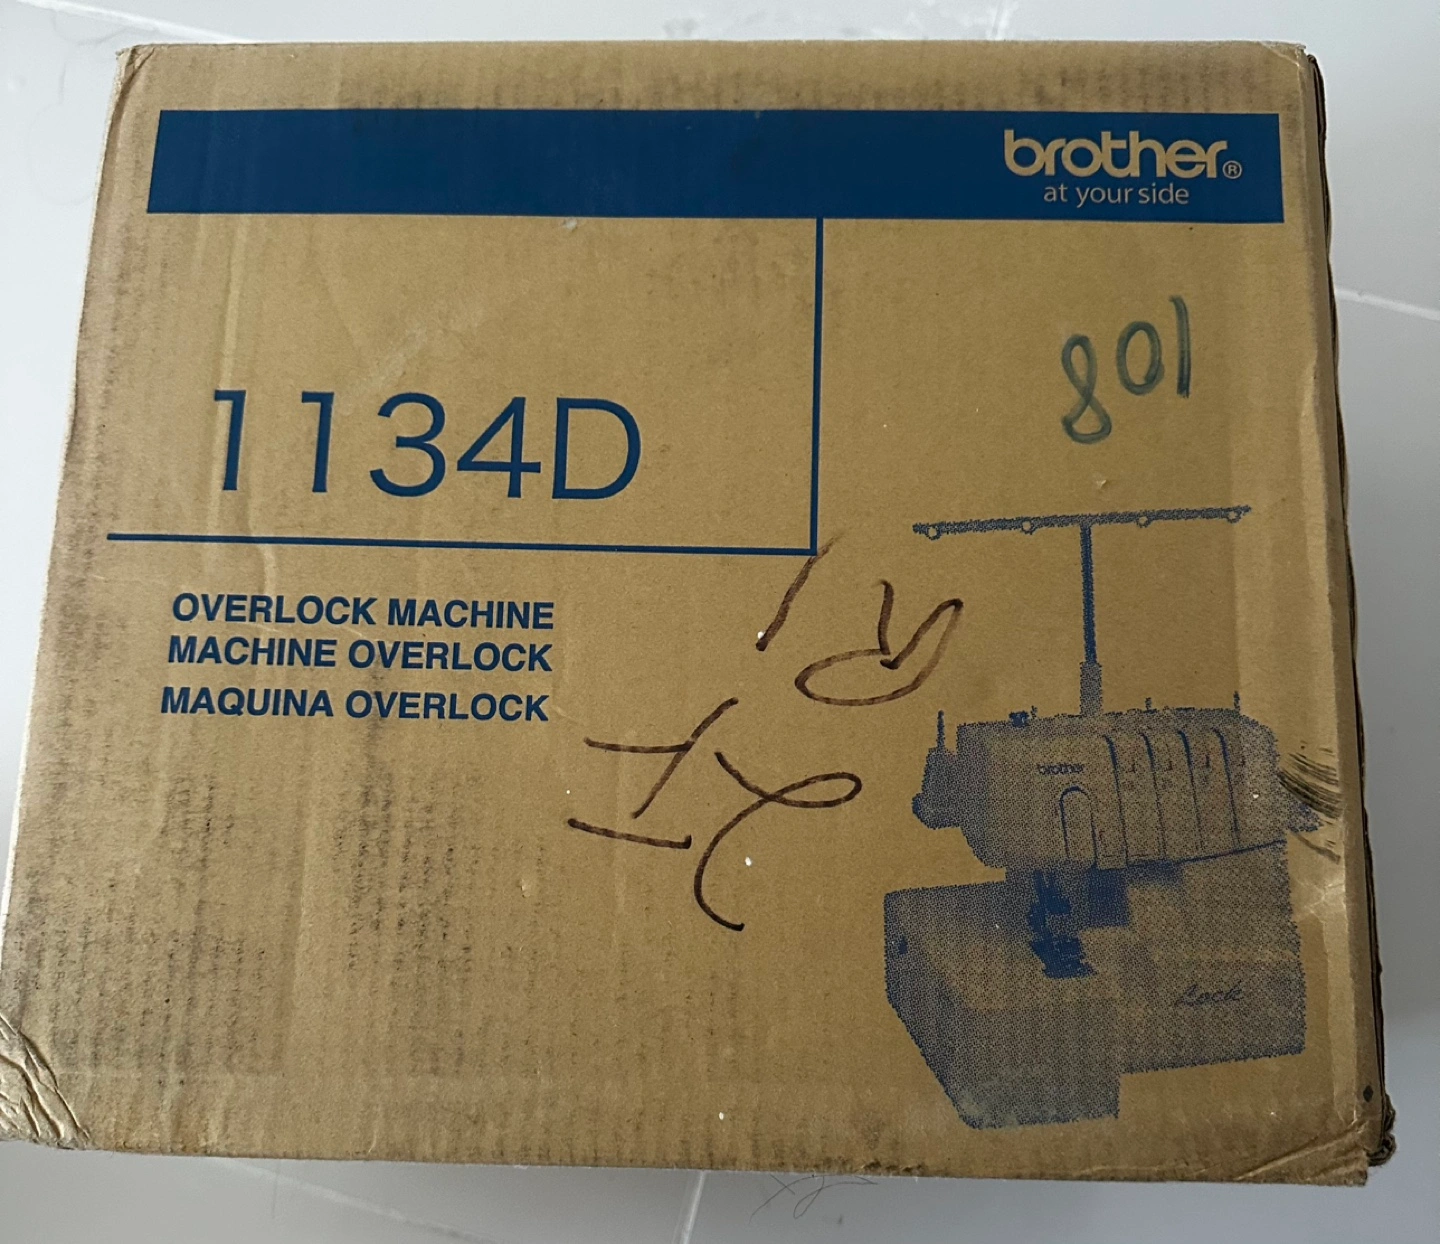 brother®
at your side
801
1134D
OVERLOCK MACHINE
MACHINE OVERLOCK
MAQUINA OVERLOCK
brother
Lock